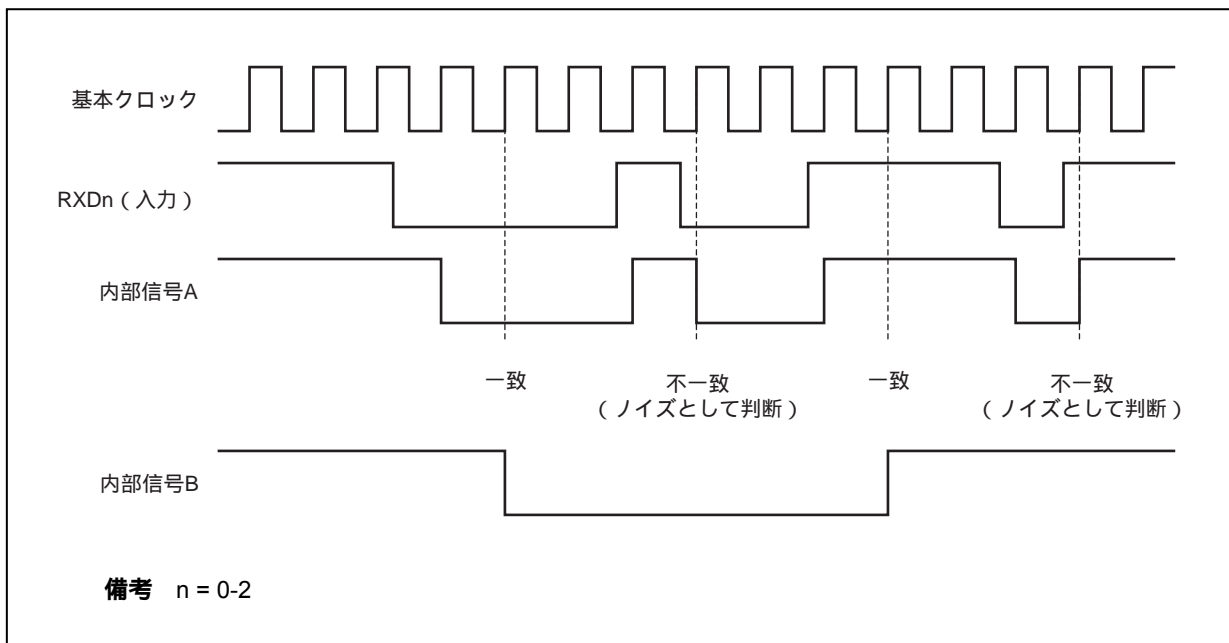 基本クロック
RXDn（入力）
内部信号A
一致
不一致
（ノイズとして判断）
一致
不一致
（ノイズとして判断）
内部信号B
備考 n = 0-2